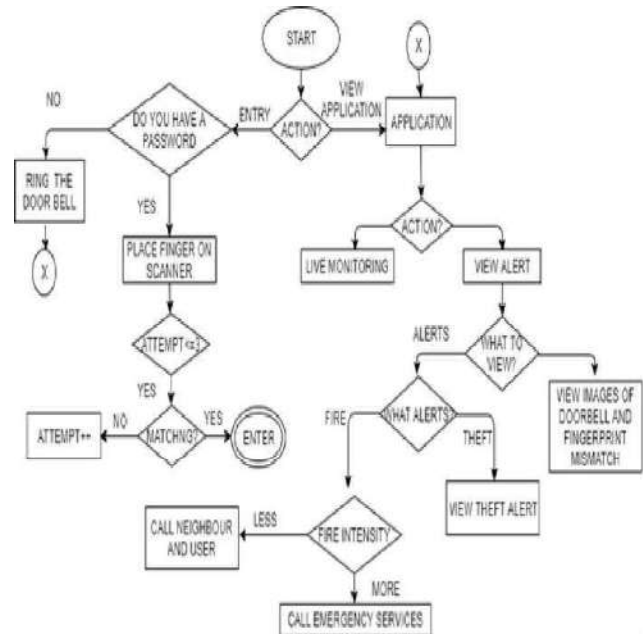 START
X
NO
DO YOU HAVE A
PASSWORD
ENTRY
ACTION?
VIEW
APPLICATION
APPLICATION
RING THE
DOOR BELL
YES
X
PLACE FINGER ON
SCANNER
ACTION?
LIVE MONITORING
VIEW ALERT
ATTEMPT<=3
ALERTS
WHAT TO
VIEW?
YES
MATCHNG?
NO
YES
ENTER
ATTEMPT++
FIRE
WHAT ALERTS?
THEFT
VIEW IMAGES OF
DOORBELL AND
FINGERPRINT
MISMATCH
VIEW THEFT ALERT
CALL NEIGHBOUR
AND USER
LESS
FIRE INTENSITY
MORE
CALL EMERGENCY SERVICES